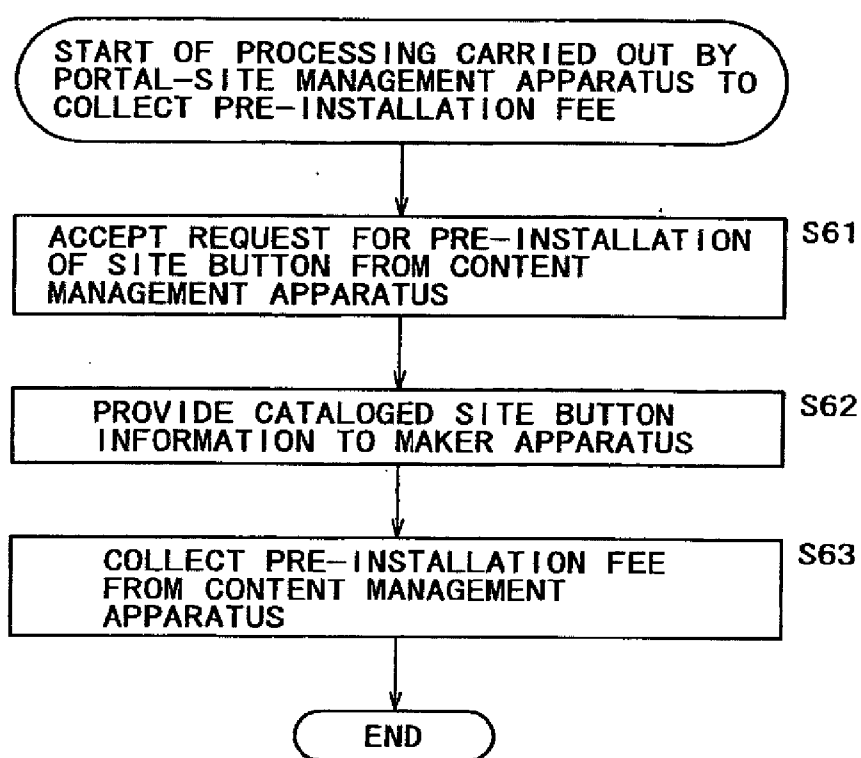 START OF PROCESSING CARRIED OUT BY
PORTAL-SITE MANAGEMENT APPARATUS TO
COLLECT PRE-INSTALLATION FEE
S61
ACCEPT REQUEST FOR PRE-INSTALLATION
OF SITE BUTTON FROM CONTENT
MANAGEMENT APPARATUS
S62
PROVIDE CATALOGED SITE BUTTON
INFORMATION TO MAKER APPARATUS
S63
COLLECT PRE-INSTALLATION FEE
FROM CONTENT MANAGEMENT
APPARATUS
END